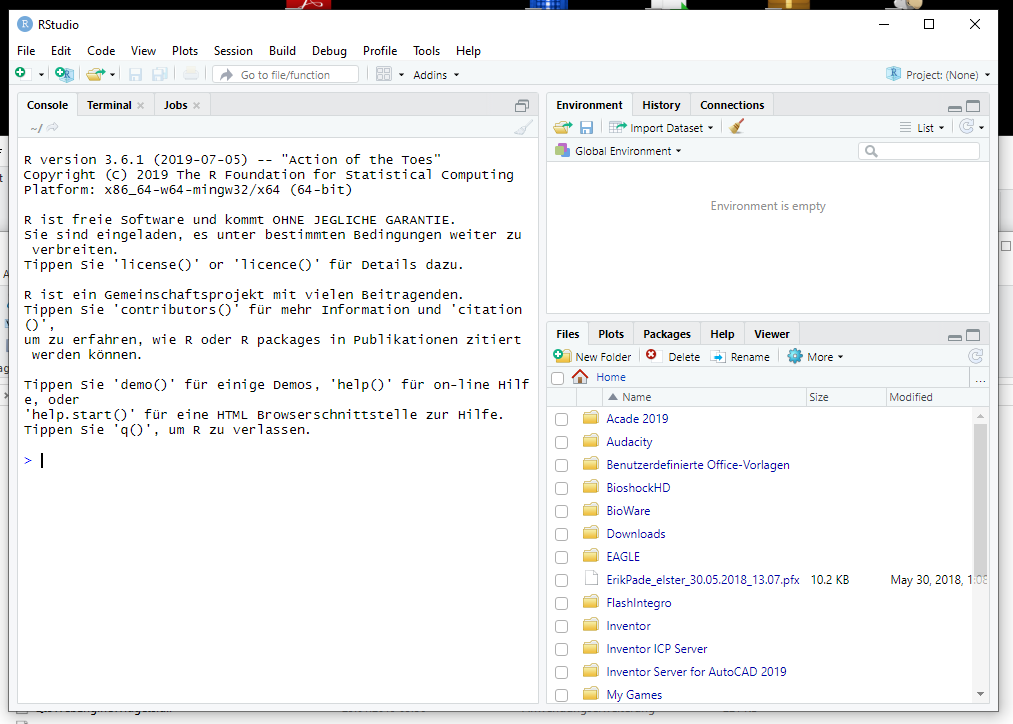 RStudio
File Edit Code View Plots Session Build Debug Profile Tools Help
Go to file/function Addins Project: (None)
Console Terminal Jobs
~/
R version 3.6.1 (2019-07-05) -- "Action of the Toes"
Copyright (C) 2019 The R Foundation for Statistical Computing
Platform: x86_64-w64-mingw32/x64 (64-bit)
R ist freie Software und kommt OHNE JEGLICHE GARANTIE.
Sie sind eingeladen, es unter bestimmten Bedingungen weiter zu
verbreiten.
Tippen Sie 'license()' or 'licence()' für Details dazu.
R ist ein Gemeinschaftsprojekt mit vielen Beitragenden.
Tippen Sie 'contributors()' für mehr Information und 'citation
()',
um zu erfahren, wie R oder R packages in Publikationen zitiert
werden können.
Tippen Sie 'demo()' für einige Demos, 'help()' für on-line Hilf
e, oder
'help.start()' für eine HTML Browserschnittstelle zur Hilfe.
Tippen Sie 'q()', um R zu verlassen.
>
Environment History Connections
Import Dataset List
Global Environment
Environment is empty
Files Plots Packages Help Viewer
New Folder Delete Rename More
Home ...
Name Size Modified
Acade 2019
Audacity
Benutzerdefinierte Office-Vorlagen
BioshockHD
BioWare
Downloads
EAGLE
ErikPade_elster_30.05.2018_13.07.pfx 10.2 KB May 30, 2018, 1:08
FlashIntegro
Inventor
Inventor ICP Server
Inventor Server for AutoCAD 2019
My Games